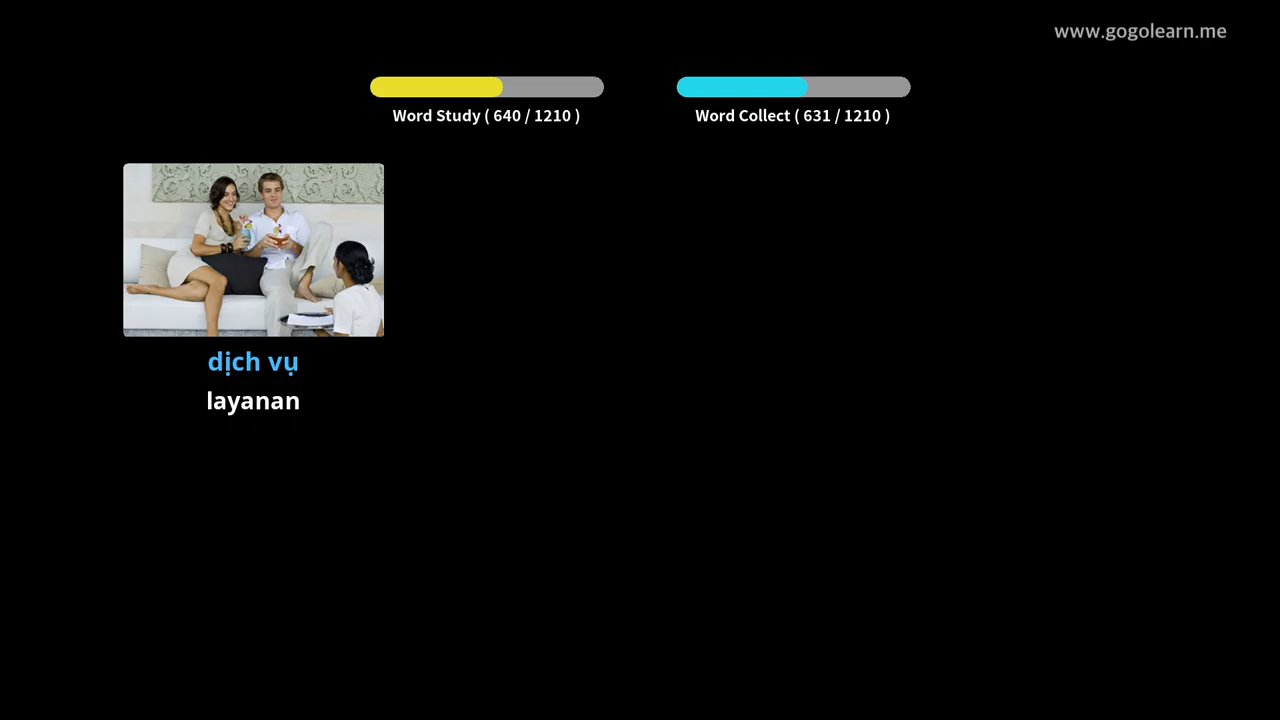 www.gogolearn.me
Word Study ( 640 / 1210 )
Word Collect ( 631 / 1210 )
dịch vụ
layanan